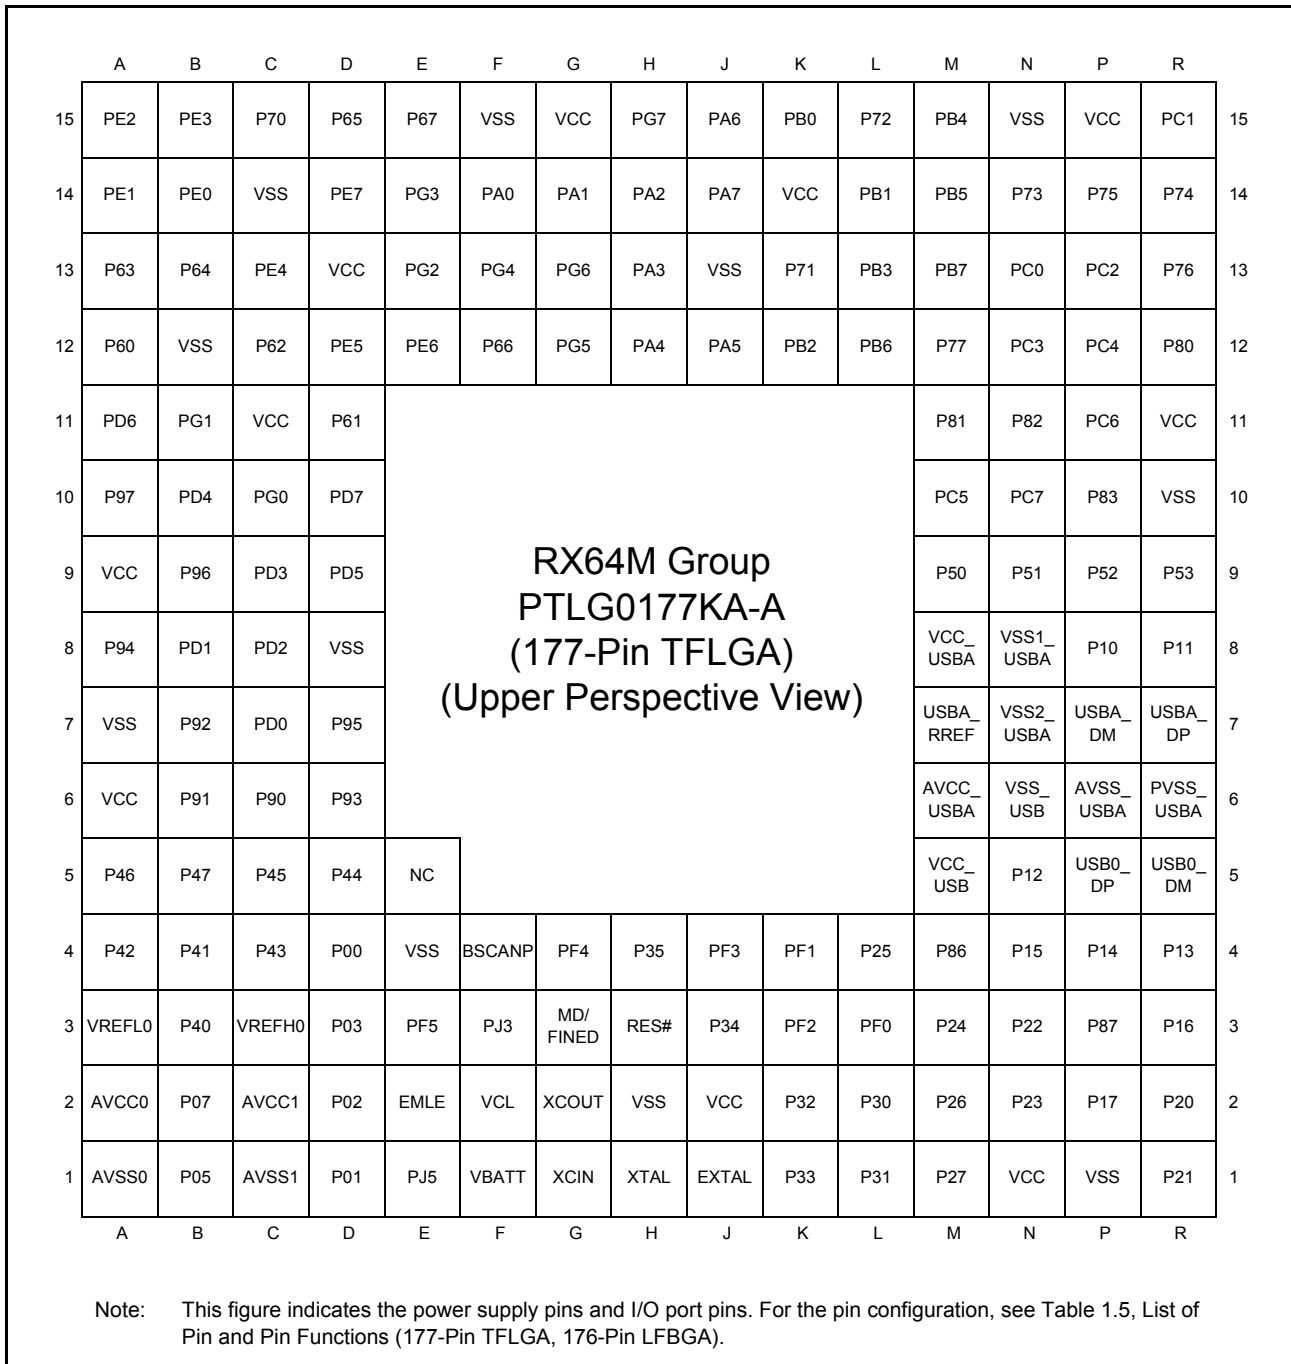 A B C D E F G H J K L M N P R
15 PE2 PE3 P70 P65 P67 VSS VCC PG7 PA6 PB0 P72 PB4 VSS VCC PC1 15
14 PE1 PE0 VSS PE7 PG3 PA0 PA1 PA2 PA7 VCC PB1 PB5 P73 P75 P74 14
13 P63 P64 PE4 VCC PG2 PG4 PG6 PA3 VSS P71 PB3 PB7 PC0 PC2 P76 13
12 P60 VSS P62 PE5 PE6 P66 PG5 PA4 PA5 PB2 PB6 P77 PC3 PC4 P80 12
11 PD6 PG1 VCC P61 P81 P82 PC6 VCC 11
10 P97 PD4 PG0 PD7 PC5 PC7 P83 VSS 10
9 VCC P96 PD3 PD5 P50 P51 P52 P53 9
RX64M Group
PTLG0177KA-A
(177-Pin TFLGA)
(Upper Perspective View)
8 P94 PD1 PD2 VSS VCC_ VSS1_ P10 P11 8
USBA USBA
7 VSS P92 PD0 P95 USBA_ VSS2_ USBA_ USBA_ 7
RREF USBA DM DP
6 VCC P91 P90 P93 AVCC_ VSS_ AVSS_ PVSS_ 6
USBA USB USBA USBA
5 P46 P47 P45 P44 NC VCC_ P12 USB0_ USB0_ 5
USB DP DM
4 P42 P41 P43 P00 VSS BSCANP PF4 P35 PF3 PF1 P25 P86 P15 P14 P13 4
3 VREFL0 P40 VREFH0 P03 PF5 PJ3 MD/ RES# P34 PF2 PF0 P24 P22 P87 P16 3
FINED
2 AVCC0 P07 AVCC1 P02 EMLE VCL XCOUT VSS VCC P32 P30 P26 P23 P17 P20 2
1 AVSS0 P05 AVSS1 P01 PJ5 VBATT XCIN XTAL EXTAL P33 P31 P27 VCC VSS P21 1
A B C D E F G H J K L M N P R
Note: This figure indicates the power supply pins and I/O port pins. For the pin configuration, see Table 1.5, List of
Pin and Pin Functions (177-Pin TFLGA, 176-Pin LFBGA).